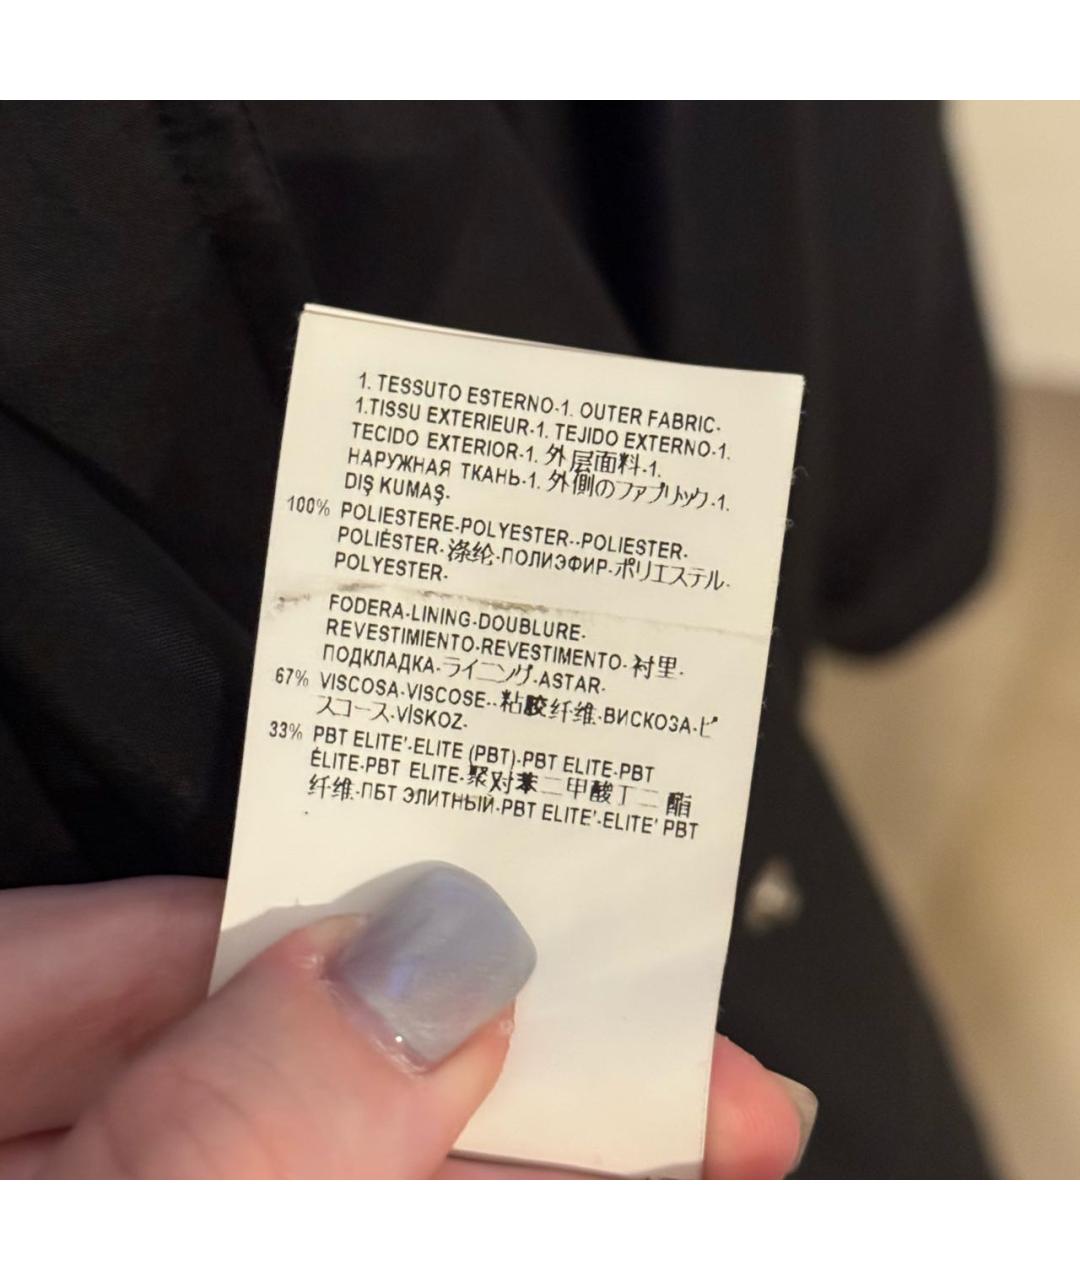 1. TESSUTO ESTERNO-1. OUTER FABRIC-
1.TISSU EXTERIEUR-1. TEJIDO EXTERNO-1.
TECIDO EXTERIOR-1. 外层面料-1.
НАРУЖНАЯ ТКАНЬ-1. 外側のファブリック-1.
DIŞ KUMAŞ-
100% POLIESTERE-POLYESTER--POLIESTER-
POLIÉSTER-涤纶-ПОЛИЭФИР-ポリエステル-
POLYESTER-
FODERA-LINING-DOUBLURE-
REVESTIMIENTO-REVESTIMENTO-衬里-
ПОДКЛАДКА-ライニング-ASTAR-
67% VISCOSA-VISCOSE--粘胶纤维-ВИСКОЗА-ビ
スコース-VİSKOZ-
33% PBT ELITE'-ELITE (PBT)-PBT ELITE-PBT
ÉLITE-PBT ELITE-聚对苯二甲酸丁二酯
纤维-ПБТ ЭЛИТНЫЙ-PBT ELITE'-ELITE' PBT